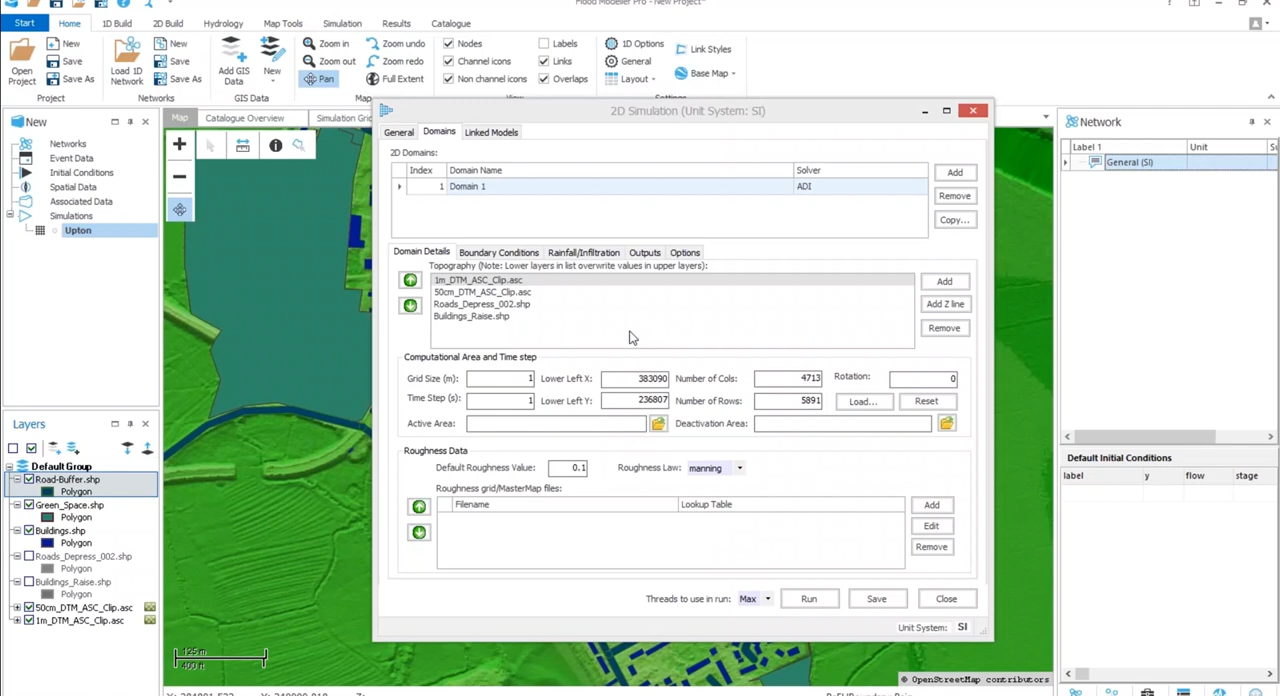 Flood Modeller Pro - New Project*
Start Home 1D Build 2D Build Hydrology Map Tools Simulation Results Catalogue
Open Project
New
Save
Save As
Load 1D Network
New
Save
Save As
Add GIS Data
New
Zoom in
Zoom out
Pan
Zoom undo
Zoom redo
Full Extent
Nodes
Channel icons
Non channel icons
Labels
Links
Overlaps
1D Options
General
Layout
Link Styles
Base Map
Project Networks GIS Data Map View Settings
New
Networks
Event Data
Initial Conditions
Spatial Data
Associated Data
Simulations
Upton
Map Catalogue Overview
2D Simulation (Unit System: SI)
General Domains Linked Models
2D Domains:
Index Domain Name Solver
1 Domain 1 ADI
Add
Remove
Copy...
Domain Details Boundary Conditions Rainfall/Infiltration Outputs Options
Topography (Note: Lower layers in list overwrite values in upper layers):
1m_DTM_ASC_Clip.asc
50cm_DTM_ASC_Clip.asc
Roads_Depress_002.shp
Buildings_Raise.shp
Add
Add Z line
Remove
Computational Area and Time step
Grid Size (m): 1 Lower Left X: 383090 Number of Cols: 4713 Rotation: 0
Time Step (s): 1 Lower Left Y: 236807 Number of Rows: 5891 Load... Reset
Active Area: Deactivation Area:
Roughness Data
Default Roughness Value: 0.1 Roughness Law: manning
Roughness grid/MasterMap files:
Filename Lookup Table
Add
Edit
Remove
Threads to use in run: Max Run Save Close
Unit System: SI
Layers
Default Group
Road-Buffer.shp
Polygon
Green_Space.shp
Polygon
Buildings.shp
Polygon
Roads_Depress_002.shp
Polygon
Buildings_Raise.shp
Polygon
50cm_DTM_ASC_Clip.asc
1m_DTM_ASC_Clip.asc
125 m
400 ft
© OpenStreetMap contributors
Network
Label 1 Unit
General (SI)
Default Initial Conditions
label y flow stage